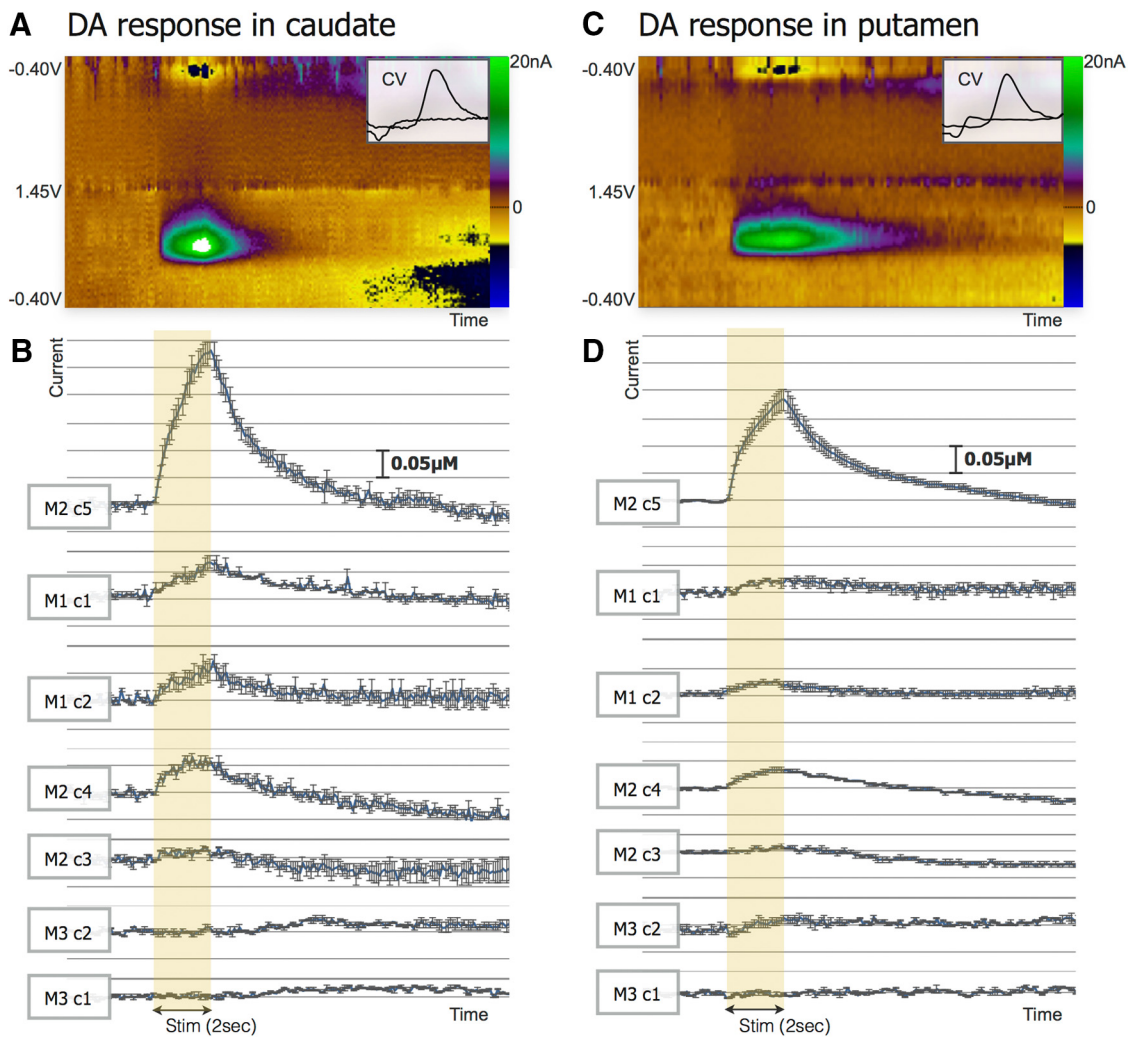 A DA response in caudate
-0.40V
CV
20nA
1.45V
0
-0.40V
Time
B
Current
0.05µM
M2 c5
M1 c1
M1 c2
M2 c4
M2 c3
M3 c2
M3 c1
Time
Stim (2sec)
C DA response in putamen
-0.40V
CV
20nA
1.45V
0
-0.40V
Time
D
Current
0.05µM
M2 c5
M1 c1
M1 c2
M2 c4
M2 c3
M3 c2
M3 c1
Time
Stim (2sec)